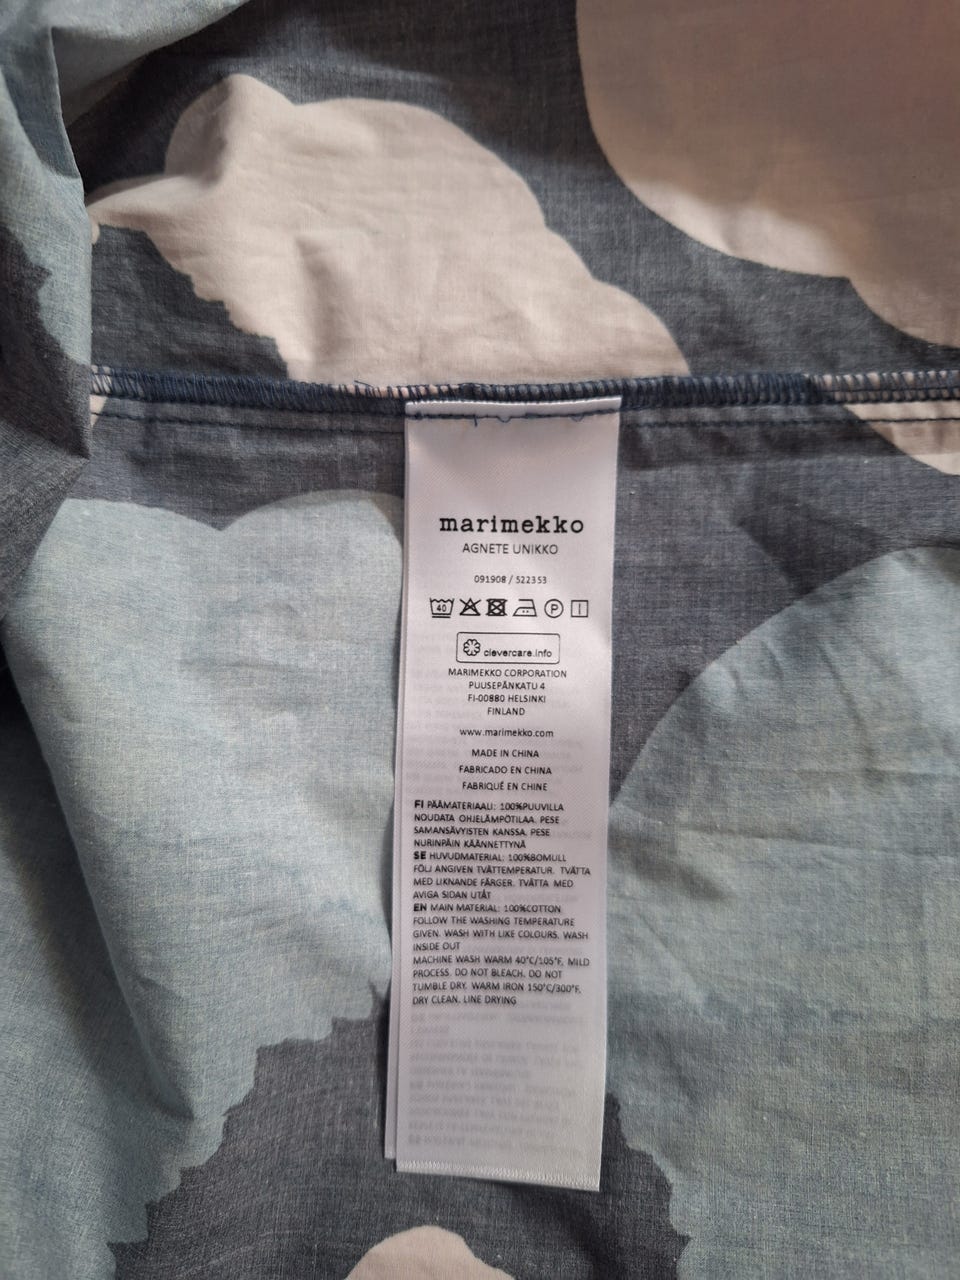 marimekko
AGNETE UNIKKO
091908 / 522353
40 P
clevercare.info
MARIMEKKO CORPORATION
PUUSEPÄNKATU 4
FI-00880 HELSINKI
FINLAND
www.marimekko.com
MADE IN CHINA
FABRICADO EN CHINA
FABRIQUÉ EN CHINE
FI PÄÄMATERIAALI: 100%PUUVILLA
NOUDATA OHJELÄMPÖTILAA. PESE
SAMANSÄVYISTEN KANSSA. PESE
NURINPÄIN KÄÄNNETTYNÄ
SE HUVUDMATERIAL: 100%BOMULL
FÖLJ ANGIVEN TVÄTTEMPERATUR. TVÄTTA
MED LIKNANDE FÄRGER. TVÄTTA MED
AVIGA SIDAN UTÅT
EN MAIN MATERIAL: 100%COTTON
FOLLOW THE WASHING TEMPERATURE
GIVEN. WASH WITH LIKE COLOURS. WASH
INSIDE OUT
MACHINE WASH WARM 40°C/105°F, MILD
PROCESS. DO NOT BLEACH. DO NOT
TUMBLE DRY. WARM IRON 150°C/300°F.
DRY CLEAN. LINE DRYING